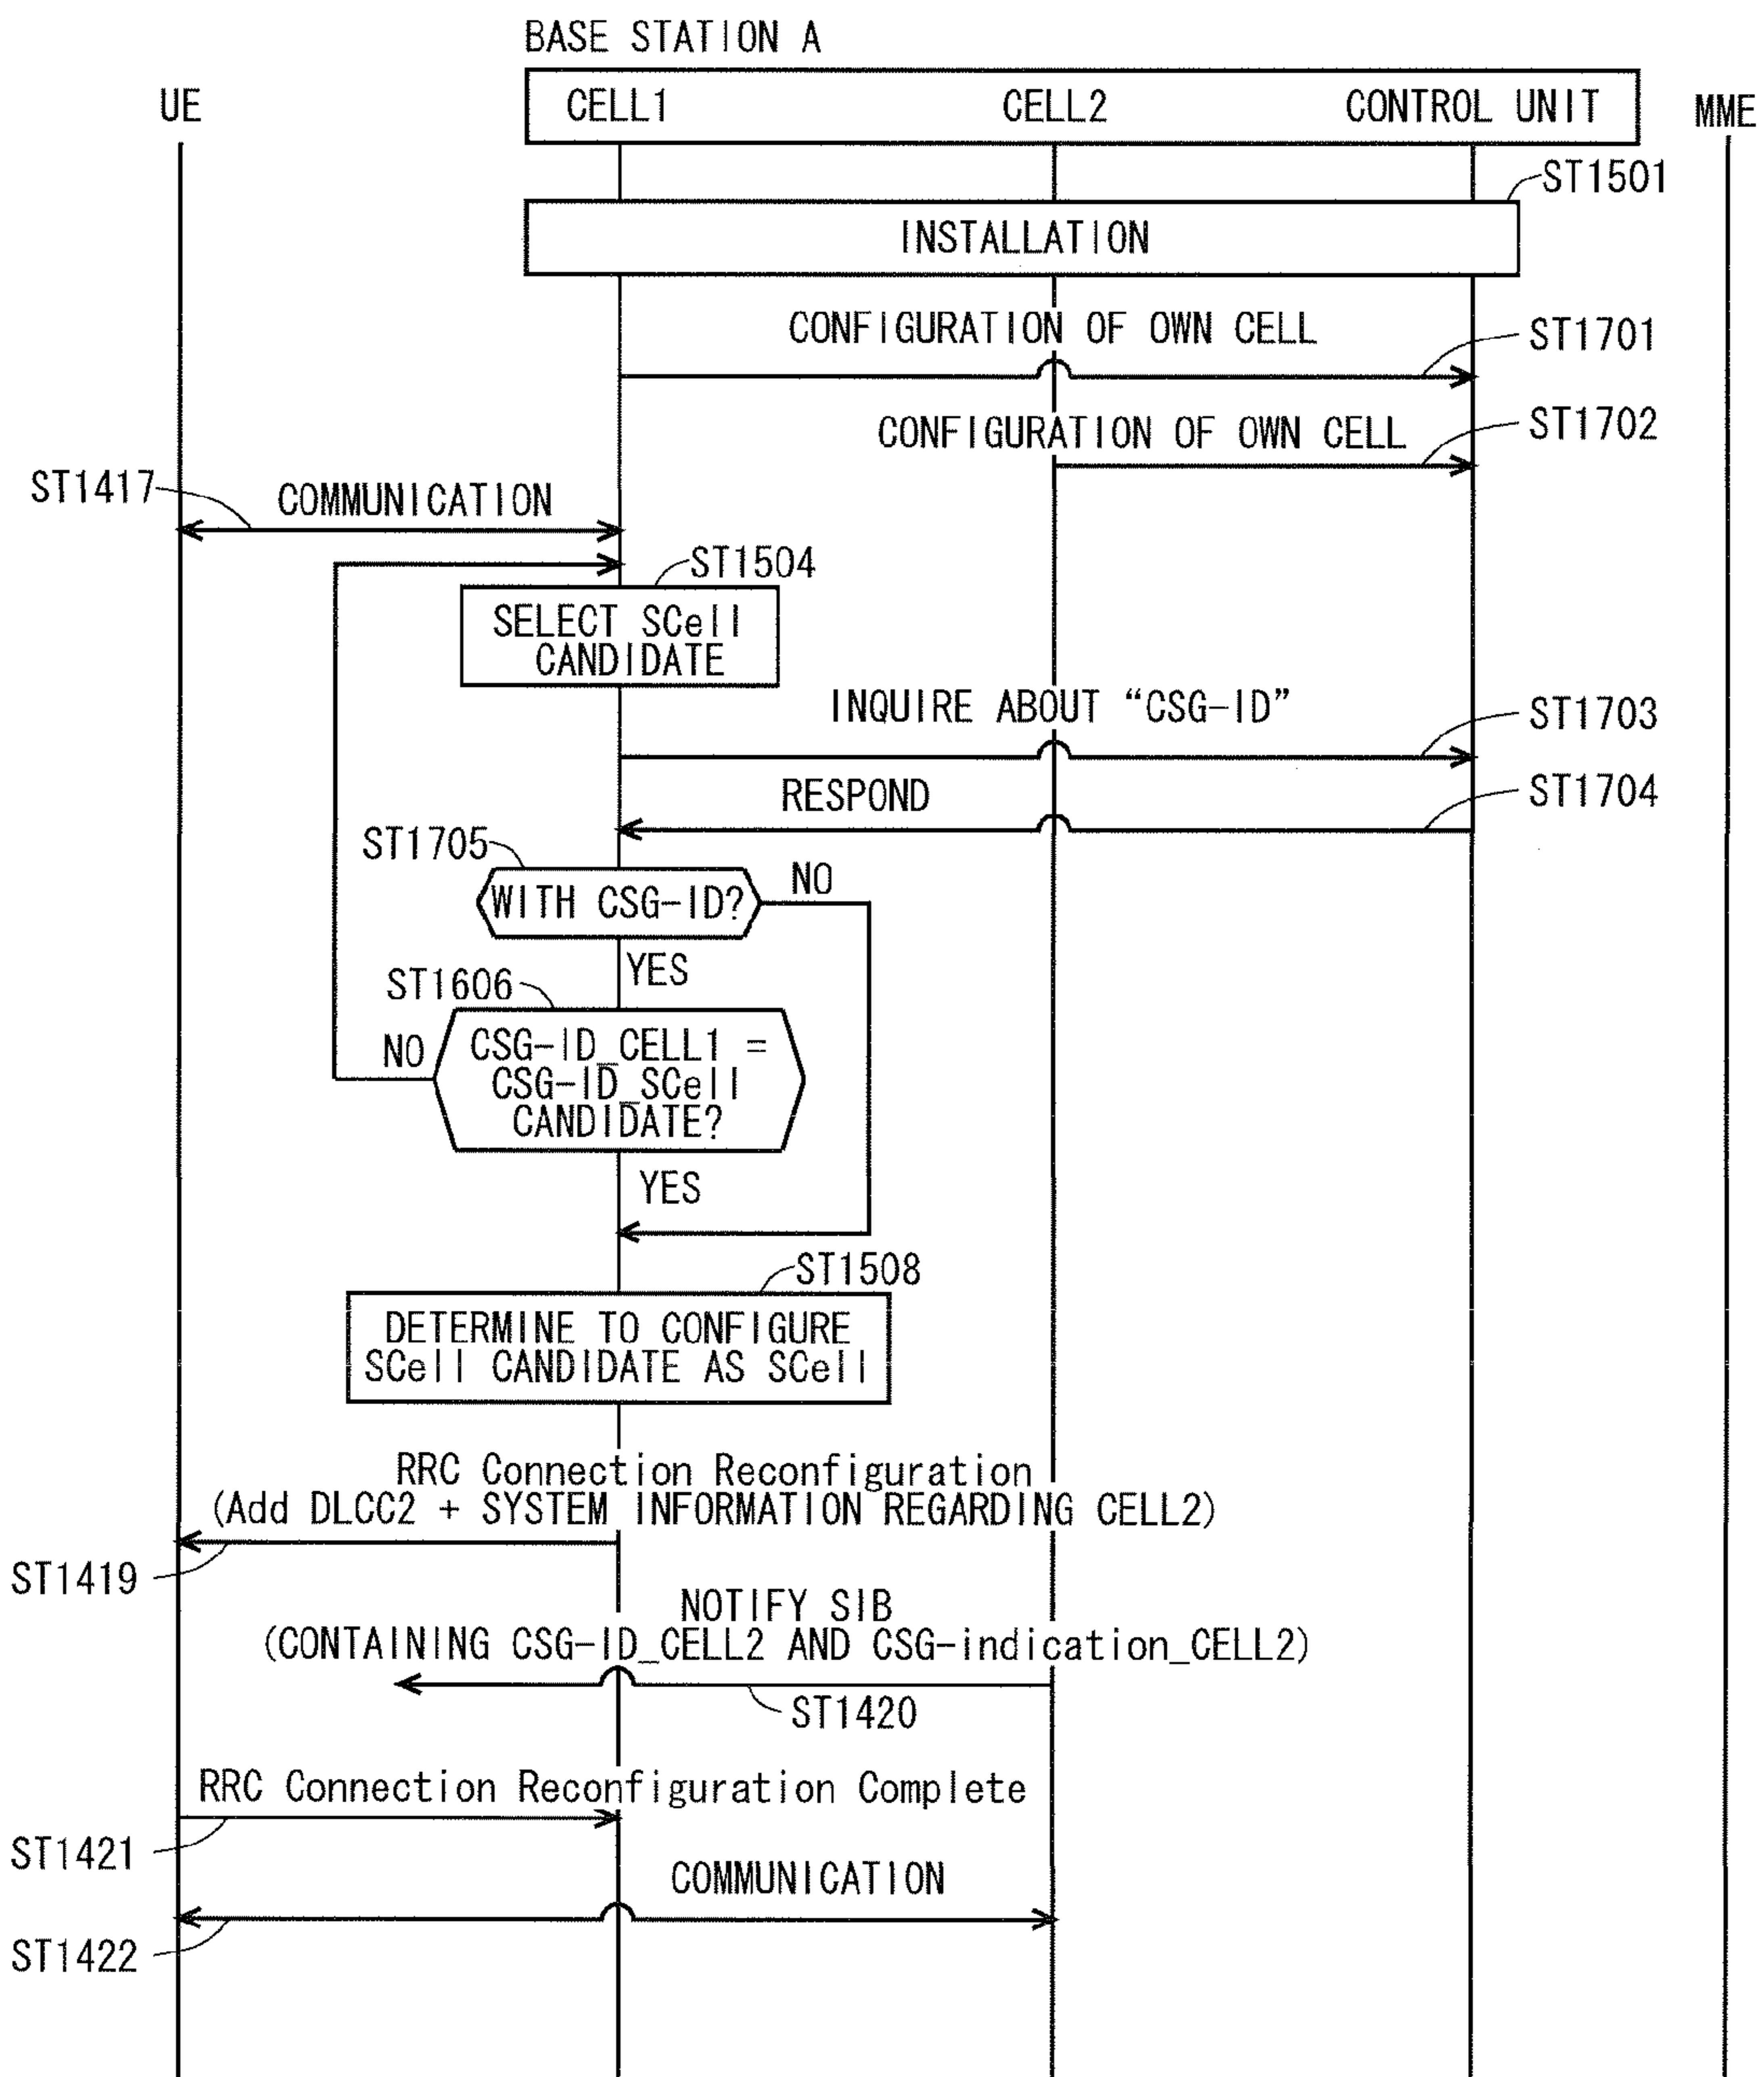 BASE STATION A
UE
CELL1
CELL2
CONTROL UNIT
MME
ST1501
INSTALLATION
CONFIGURATION OF OWN CELL
ST1701
CONFIGURATION OF OWN CELL
ST1702
ST1417
COMMUNICATION
ST1504
SELECT SCell
CANDIDATE
INQUIRE ABOUT “CSG-ID”
ST1703
RESPOND
ST1704
ST1705
WITH CSG-ID?
NO
YES
ST1606
NO
CSG-ID_CELL1 =
CSG-ID_SCell
CANDIDATE?
YES
ST1508
DETERMINE TO CONFIGURE
SCell CANDIDATE AS SCell
RRC Connection Reconfiguration
(Add DLCC2 + SYSTEM INFORMATION REGARDING CELL2)
ST1419
NOTIFY SIB
(CONTAINING CSG-ID_CELL2 AND CSG-indication_CELL2)
ST1420
RRC Connection Reconfiguration Complete
ST1421
COMMUNICATION
ST1422